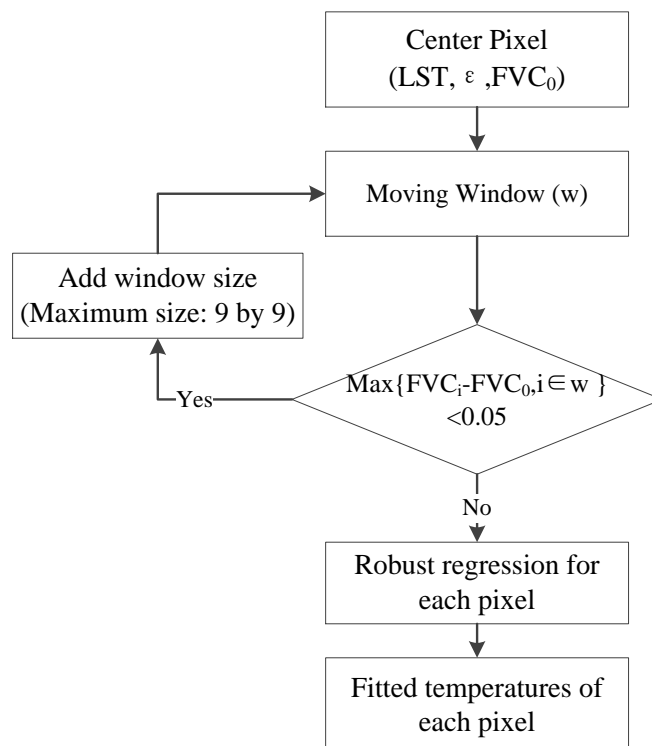 Center Pixel
(LST, ε ,FVC₀)
Moving Window (w)
Add window size
(Maximum size: 9 by 9)
Max{FVCᵢ-FVC₀,i∈w }
<0.05
Yes
No
Robust regression for
each pixel
Fitted temperatures of
each pixel